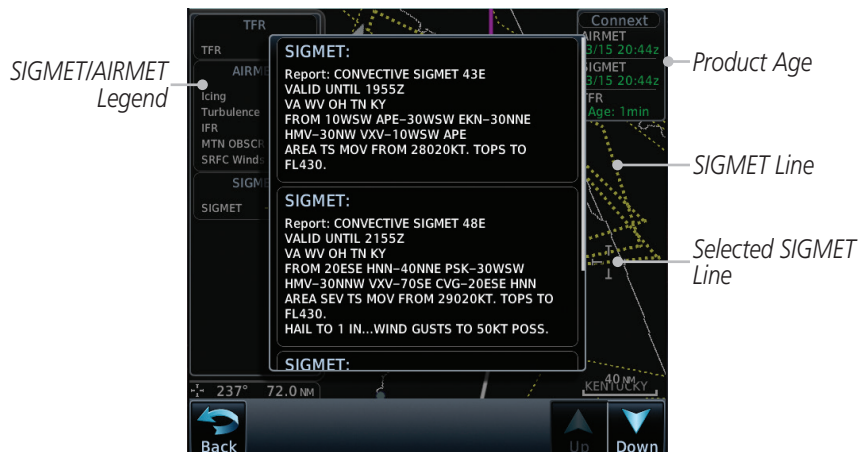 SIGMET/AIRMET
Legend
TFR
TFR
AIRME
Icing
Turbulence
IFR
MTN OBSCR
SRFC Winds
SIGME
SIGMET
SIGMET:
Report: CONVECTIVE SIGMET 43E
VALID UNTIL 1955Z
VA WV OH TN KY
FROM 10WSW APE-30WSW EKN-30NNE
HMV-30NW VXV-10WSW APE
AREA TS MOV FROM 28020KT. TOPS TO
FL430.
SIGMET:
Report: CONVECTIVE SIGMET 48E
VALID UNTIL 2155Z
VA WV OH TN KY
FROM 20ESE HNN-40NNE PSK-30WSW
HMV-30NNW VXV-70SE CVG-20ESE HNN
AREA SEV TS MOV FROM 29020KT. TOPS TO
FL430.
HAIL TO 1 IN...WIND GUSTS TO 50KT POSS.
SIGMET:
Connext
AIRMET
3/15 20:44z
SIGMET
3/15 20:44z
TFR
Age: 1min
Product Age
SIGMET Line
Selected SIGMET
Line
237° 72.0 NM
40 NM
KENTUCKY
Back
Up
Down